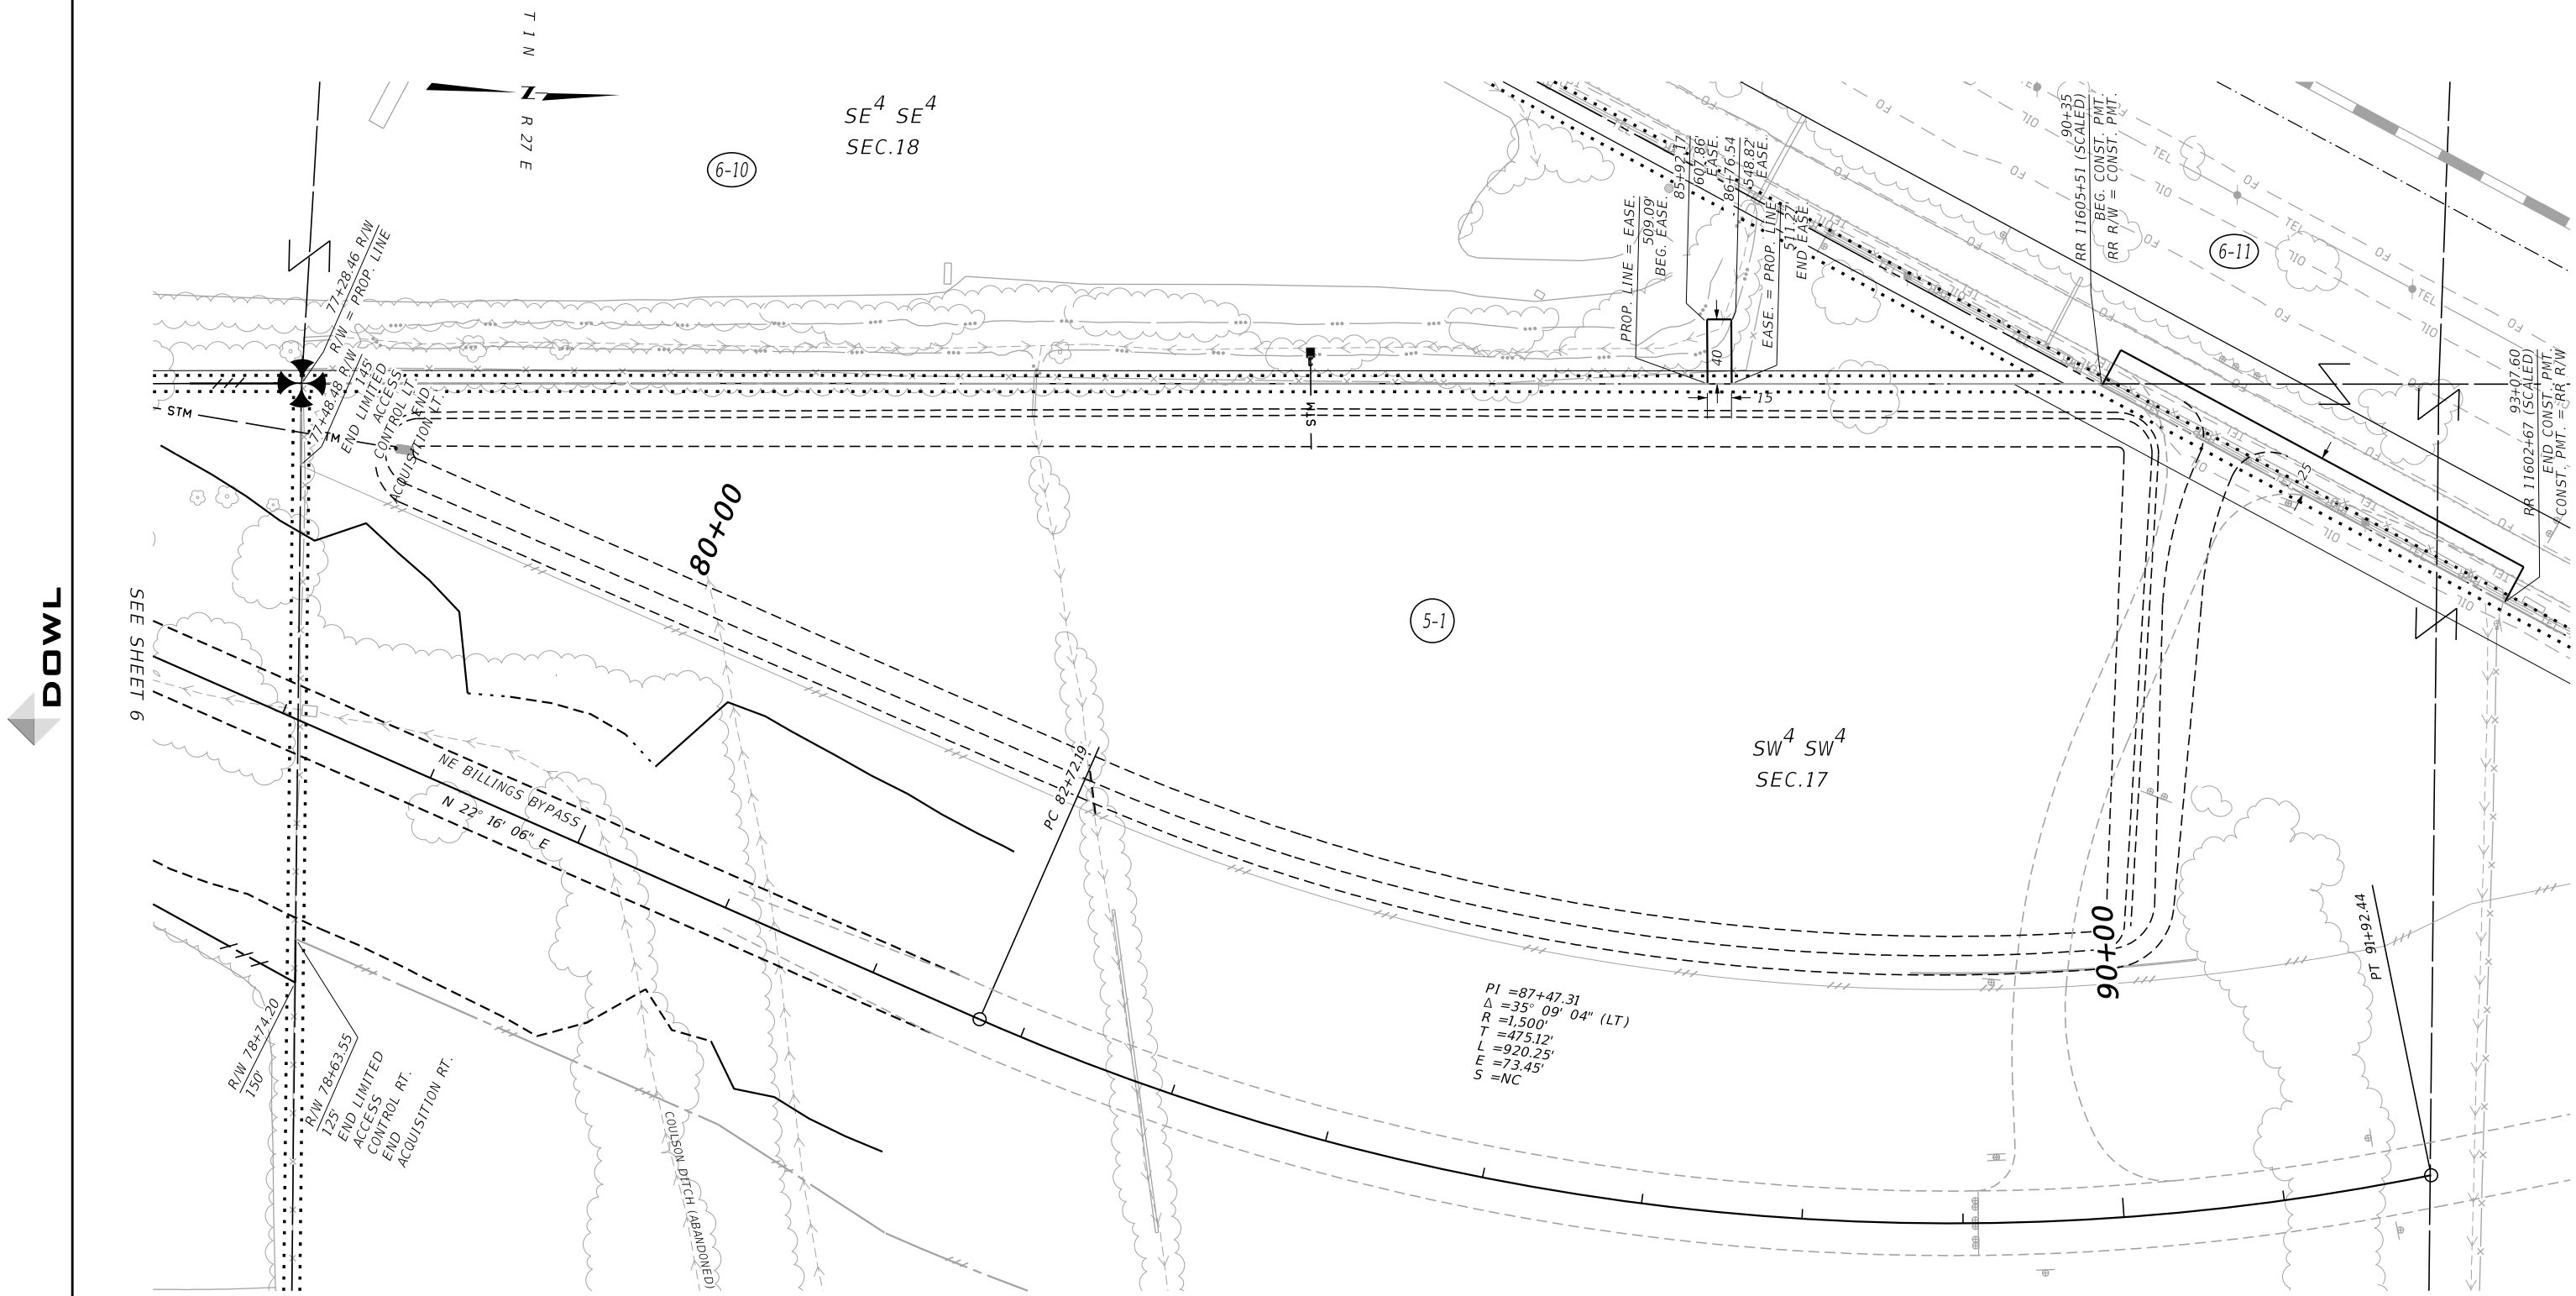 T 1 N
Z
R 27 E
SE4 SE4
SEC.18
6-10
77+28.46 R/W
R/W = PROP. LINE
77+48.48 R/W
145'
END LIMITED
ACCESS
CONTROL LT.
END
ACQUISITION LT.
STM
TM
STM
PROP. LINE = EASE.
509.09'
BEG. EASE.
85+92.17
607.86'
EASE.
86+76.54
548.82'
EASE.
EASE. = PROP. LINE
511.27'
END EASE.
40
15
90+35
RR 11605+51 (SCALED)
BEG. CONST. PMT.
RR R/W = CONST. PMT.
6-11
93+07.60
RR 11602+67 (SCALED)
END CONST. PMT.
CONST. PMT. = RR R/W
25
FO
OIL
TEL
80+00
SEE SHEET 6
DOWL
5-1
SW4 SW4
SEC.17
NE BILLINGS BYPASS
N 22° 16' 06" E
PC 82+72.19
90+00
PT 91+92.44
PI =87+47.31
Δ =35° 09' 04" (LT)
R =1,500'
T =475.12'
L =920.25'
E =73.45'
S =NC
R/W 78+74.20
150'
R/W 78+63.55
125'
END LIMITED
ACCESS
CONTROL RT.
END
ACQUISITION RT.
COULSON DITCH (ABANDONED)